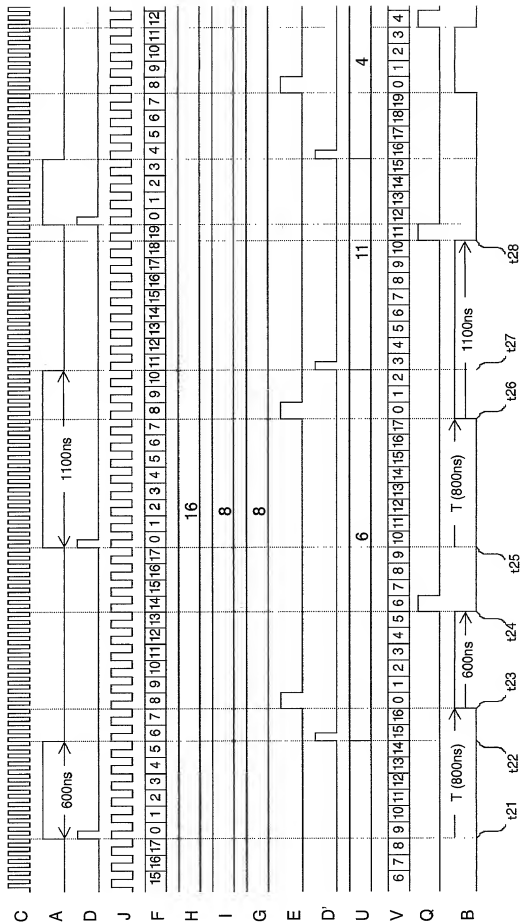 C
A 600ns 1100ns
D
J
F 15 16 17 0 1 2 3 4 5 6 7 8 9 10 11 12 13 14 15 16 17 0 1 2 3 4 5 6 7 8 9 10 11 12 13 14 15 16 17 18 19 0 1 2 3 4 5 6 7 8 9 10 11 12
H 16
I 8
G 8
E
D'
U 6 11 4
V 6 7 8 9 10 11 12 13 14 15 16 0 1 2 3 4 5 6 7 8 9 10 11 12 13 14 15 16 17 0 1 2 3 4 5 6 7 8 9 10 11 12 13 14 15 16 17 18 19 0 1 2 3 4
Q
B T (800ns) 600ns T (800ns) 1100ns
t21 t22 t23 t24 t25 t26 t27 t28